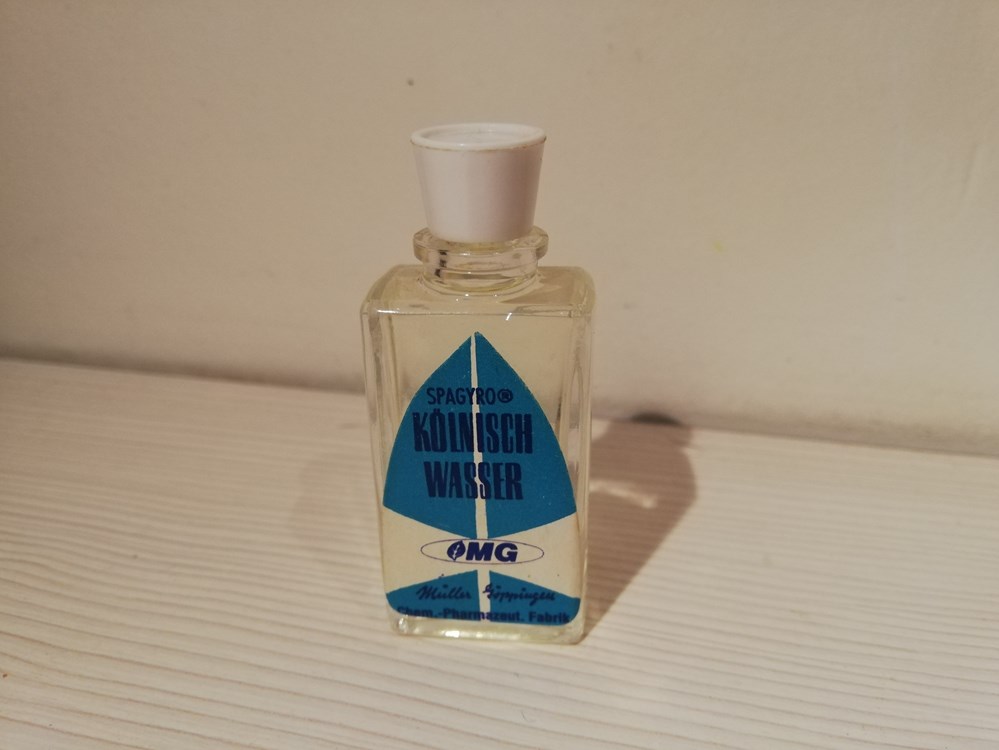 SPAGYRO®
KÖLNISCH
WASSER
MG
Müller Göppingen
Chem.-Pharmazeut. Fabrik